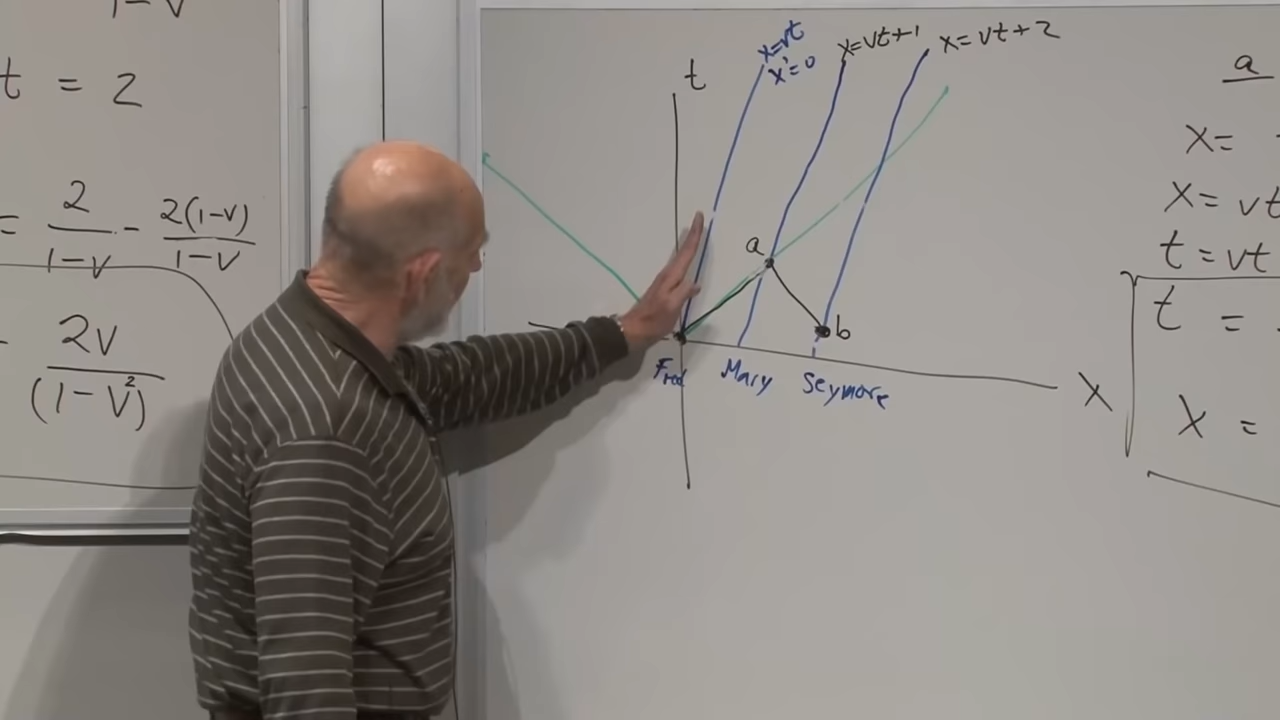 1-V
t = 2
= 2/(1-V) - 2(1-V)/(1-V)
2V/(1-V²)
t
x=vt
x'=0
x=vt+1
x=vt+2
a
b
Fred
Mary
Seymore
X
a
X=
X= vt
t = vt
t =
X =